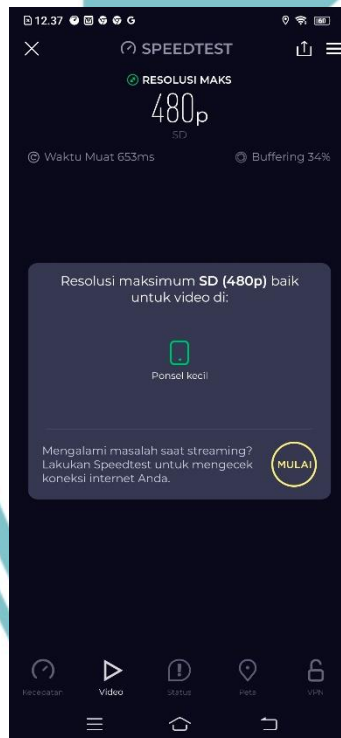 12.37 G 60
SPEEDTEST
RESOLUSI MAKS
480p
SD
Waktu Muat 653ms
Buffering 34%
Resolusi maksimum SD (480p) baik
untuk video di:
Ponsel kecil
Mengalami masalah saat streaming?
Lakukan Speedtest untuk mengecek
koneksi internet Anda.
MULAI
Kecepatan Video Status Peta VPN